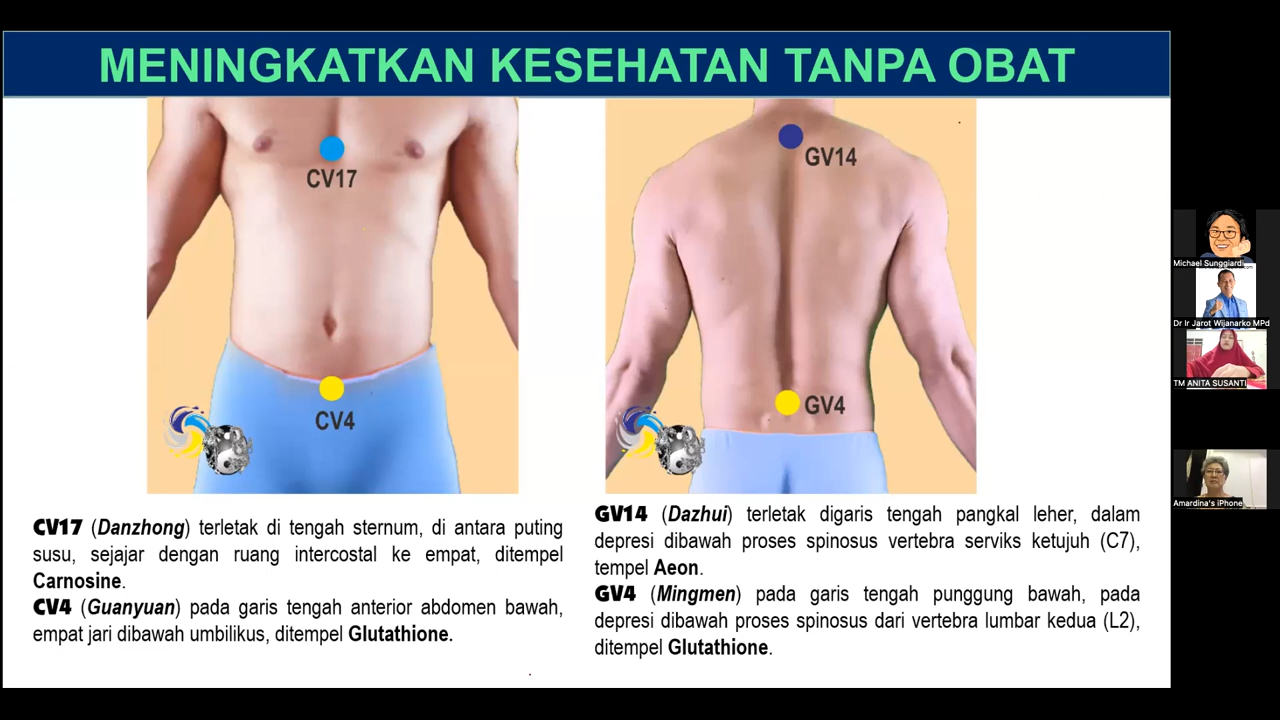 MENINGKATKAN KESEHATAN TANPA OBAT
CV17
CV4
GV14
GV4
CV17 (Danzhong) terletak di tengah sternum, di antara puting
susu, sejajar dengan ruang intercostal ke empat, ditempel
Carnosine.
CV4 (Guanyuan) pada garis tengah anterior abdomen bawah,
empat jari dibawah umbilikus, ditempel Glutathione.
GV14 (Dazhui) terletak digaris tengah pangkal leher, dalam
depresi dibawah proses spinosus vertebra serviks ketujuh (C7),
tempel Aeon.
GV4 (Mingmen) pada garis tengah punggung bawah, pada
depresi dibawah proses spinosus dari vertebra lumbar kedua (L2),
ditempel Glutathione.
Michael Sunggiardi
Dr Ir Jarot Wijanarko MPd
TM ANITA SUSANTI
Amardina's iPhone